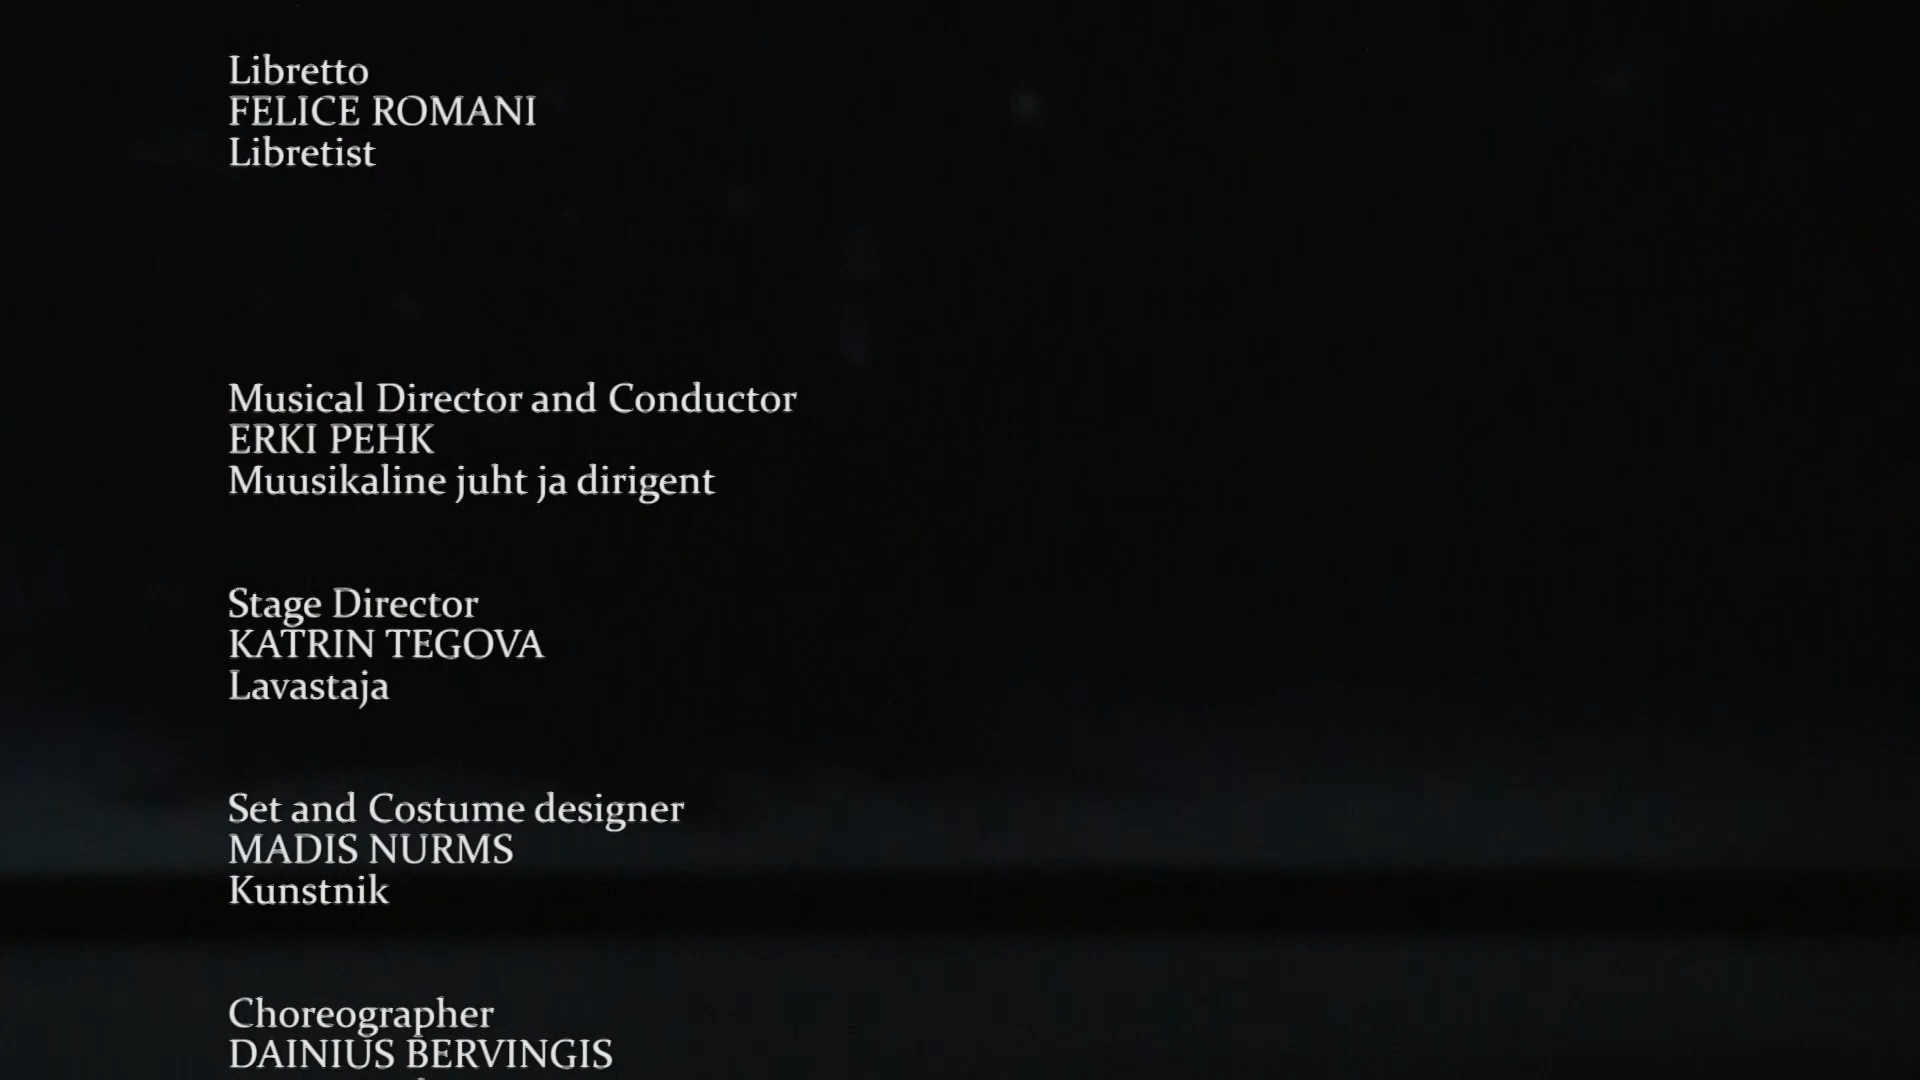 Libretto
FELICE ROMANI
Libretist
Musical Director and Conductor
ERKI PEHK
Muusikaline juht ja dirigent
Stage Director
KATRIN TEGOVA
Lavastaja
Set and Costume designer
MADIS NURMS
Kunstnik
Choreographer
DAINIUS BERVINGIS